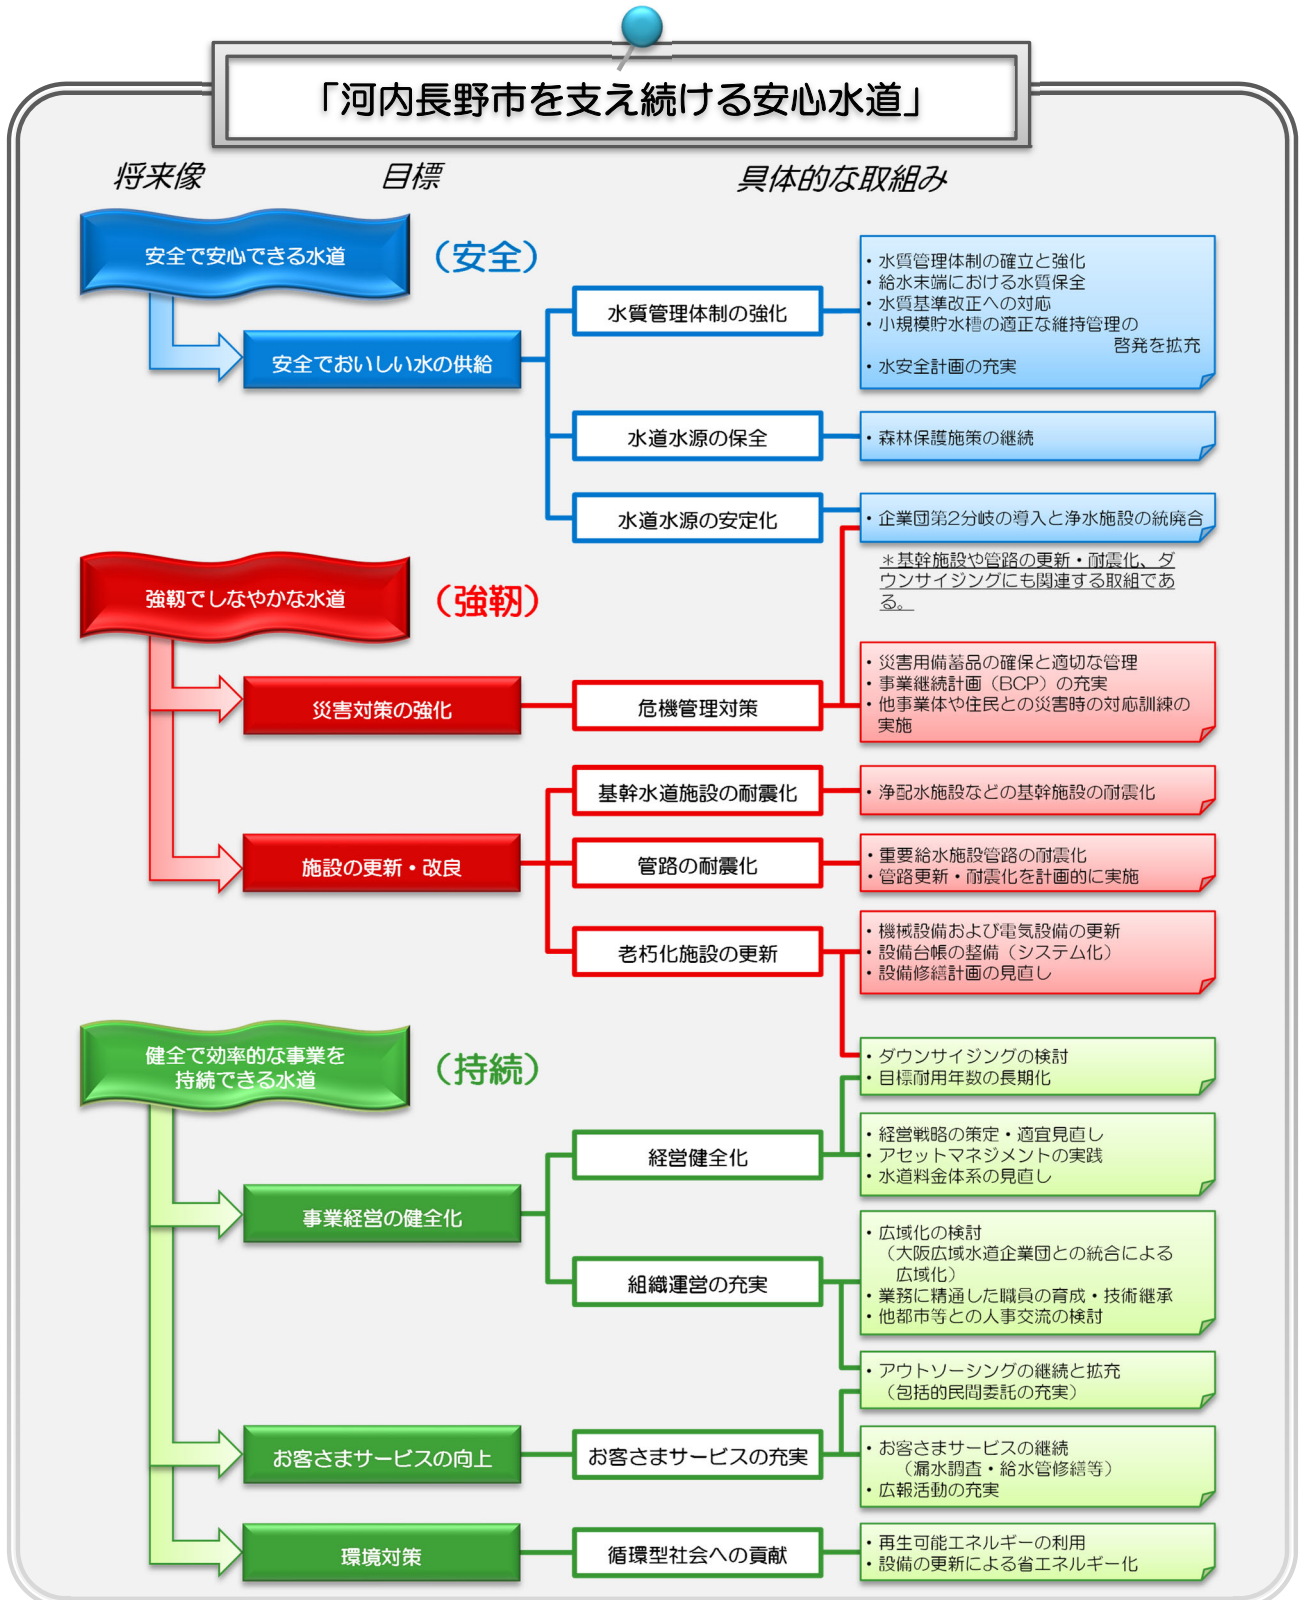 「河内長野市を支え続ける安心水道」
将来像
目標
具体的な取組み
安全で安心できる水道
（安全）
安全でおいしい水の供給
水質管理体制の強化
・水質管理体制の確立と強化
・給水末端における水質保全
・水質基準改正への対応
・小規模貯水槽の適正な維持管理の
啓発を拡充
・水安全計画の充実
水道水源の保全
・森林保護施策の継続
水道水源の安定化
・企業団第2分岐の導入と浄水施設の統廃合
＊基幹施設や管路の更新・耐震化、ダ
ウンサイジングにも関連する取組であ
る。
強靱でしなやかな水道
（強靱）
災害対策の強化
危機管理対策
・災害用備蓄品の確保と適切な管理
・事業継続計画（BCP）の充実
・他事業体や住民との災害時の対応訓練の
実施
施設の更新・改良
基幹水道施設の耐震化
・浄配水施設などの基幹施設の耐震化
管路の耐震化
・重要給水施設管路の耐震化
・管路更新・耐震化を計画的に実施
老朽化施設の更新
・機械設備および電気設備の更新
・設備台帳の整備（システム化）
・設備修繕計画の見直し
健全で効率的な事業を
持続できる水道
（持続）
・ダウンサイジングの検討
・目標耐用年数の長期化
事業経営の健全化
経営健全化
・経営戦略の策定・適宜見直し
・アセットマネジメントの実践
・水道料金体系の見直し
組織運営の充実
・広域化の検討
（大阪広域水道企業団との統合による
広域化）
・業務に精通した職員の育成・技術継承
・他都市等との人事交流の検討
・アウトソーシングの継続と拡充
（包括的民間委託の充実）
お客さまサービスの向上
お客さまサービスの充実
・お客さまサービスの継続
（漏水調査・給水管修繕等）
・広報活動の充実
環境対策
循環型社会への貢献
・再生可能エネルギーの利用
・設備の更新による省エネルギー化